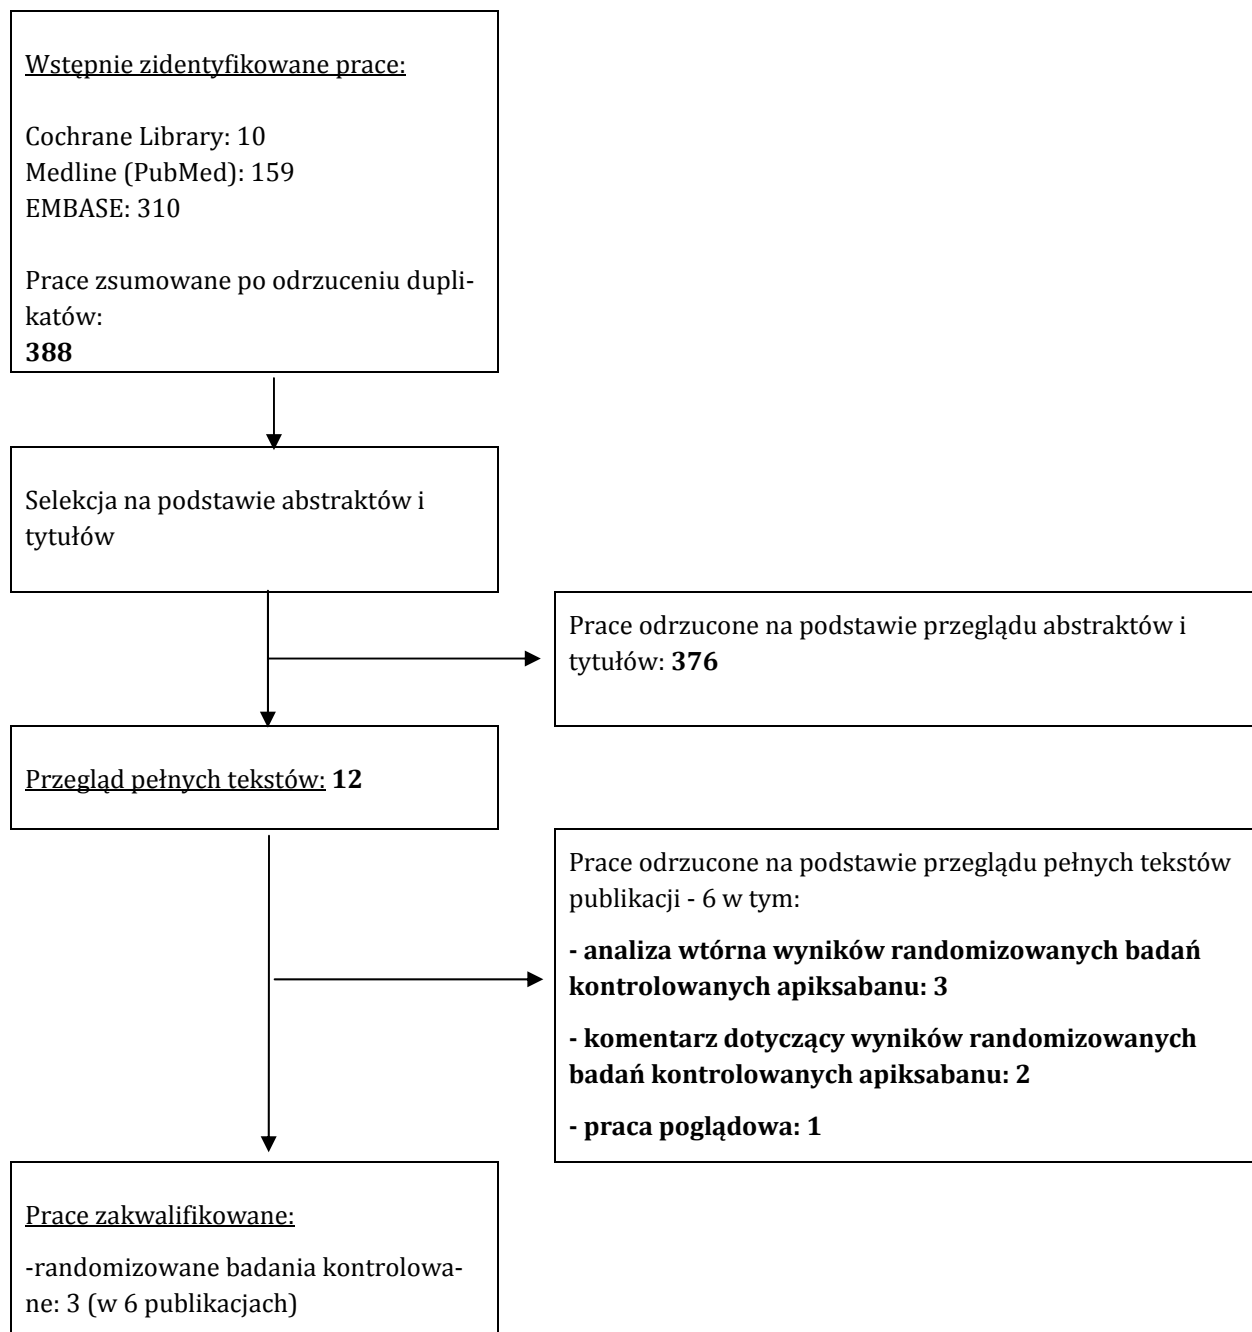 Wstępnie zidentyfikowane prace:
Cochrane Library: 10
Medline (PubMed): 159
EMBASE: 310
Prace zsumowane po odrzuceniu dupli-
katów:
388
Selekcja na podstawie abstraktów i
tytułów
Prace odrzucone na podstawie przeglądu abstraktów i
tytułów: 376
Przegląd pełnych tekstów: 12
Prace odrzucone na podstawie przeglądu pełnych tekstów
publikacji - 6 w tym:
- analiza wtórna wyników randomizowanych badań
kontrolowanych apiksabanu: 3
- komentarz dotyczący wyników randomizowanych
badań kontrolowanych apiksabanu: 2
- praca poglądowa: 1
Prace zakwalifikowane:
-randomizowane badania kontrolowa-
ne: 3 (w 6 publikacjach)